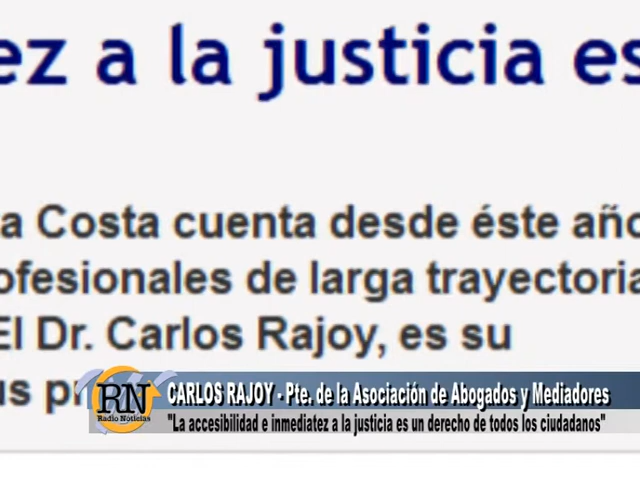 ez a la justicia es
a Costa cuenta desde éste año
ofesionales de larga trayectoria
El Dr. Carlos Rajoy, es su
us pr
RN
Radio Noticias
CARLOS RAJOY - Pte. de la Asociación de Abogados y Mediadores
"La accesibilidad e inmediatez a la justicia es un derecho de todos los ciudadanos"